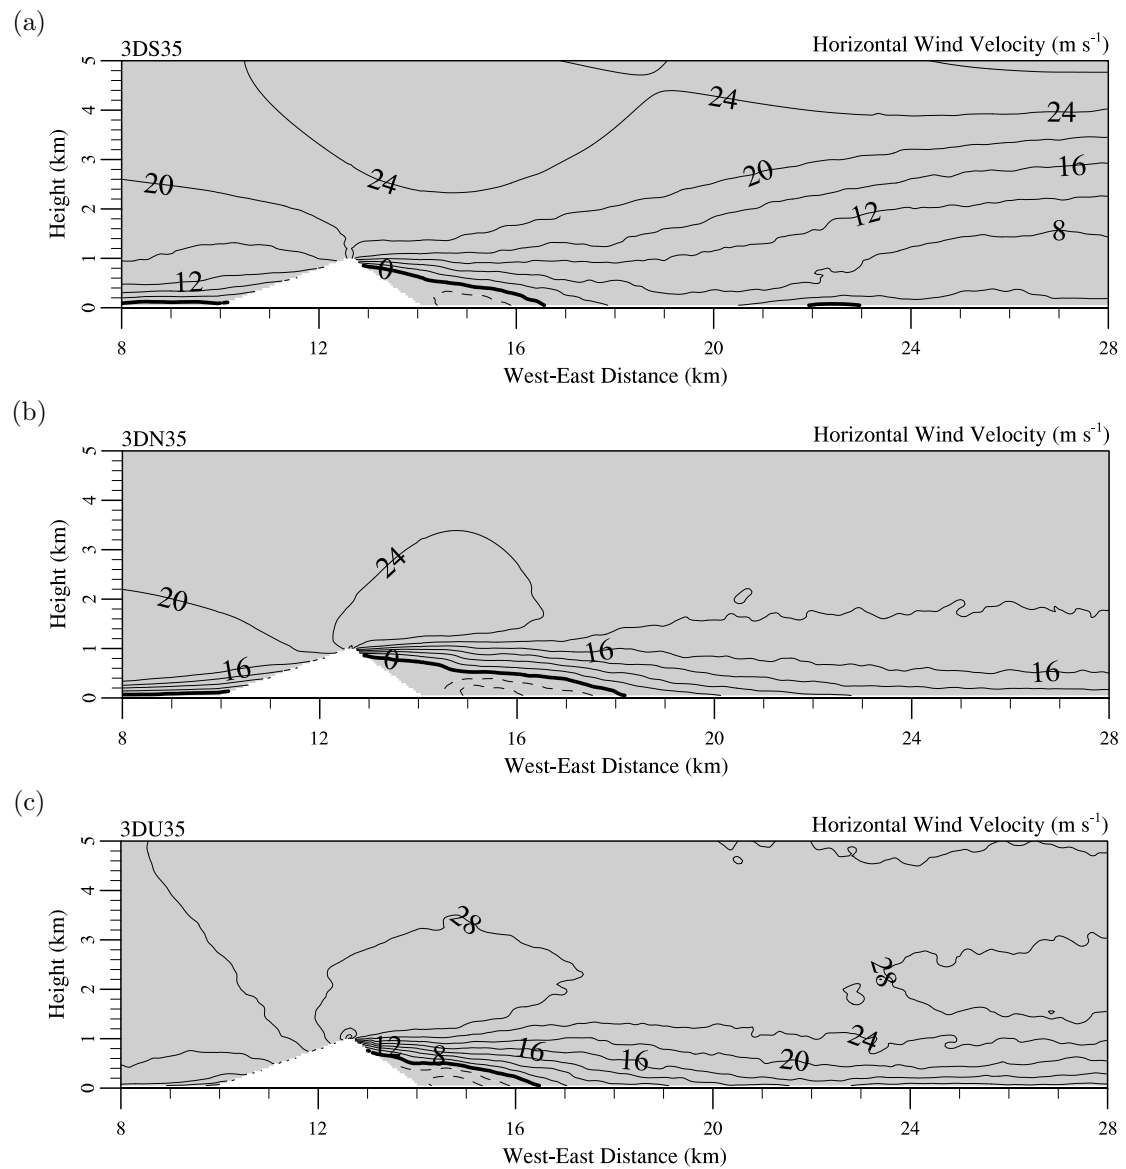 (a)
3DS35 Horizontal Wind Velocity (m s⁻¹)
5
4
3
2
1
0
Height (km)
24
24
24
20
20
16
12
12
8
0
8 12 16 20 24 28
West-East Distance (km)
(b)
3DN35 Horizontal Wind Velocity (m s⁻¹)
5
4
3
2
1
0
Height (km)
24
20
16
16
16
0
8 12 16 20 24 28
West-East Distance (km)
(c)
3DU35 Horizontal Wind Velocity (m s⁻¹)
5
4
3
2
1
0
Height (km)
28
28
24
12
8
16
16
20
8 12 16 20 24 28
West-East Distance (km)